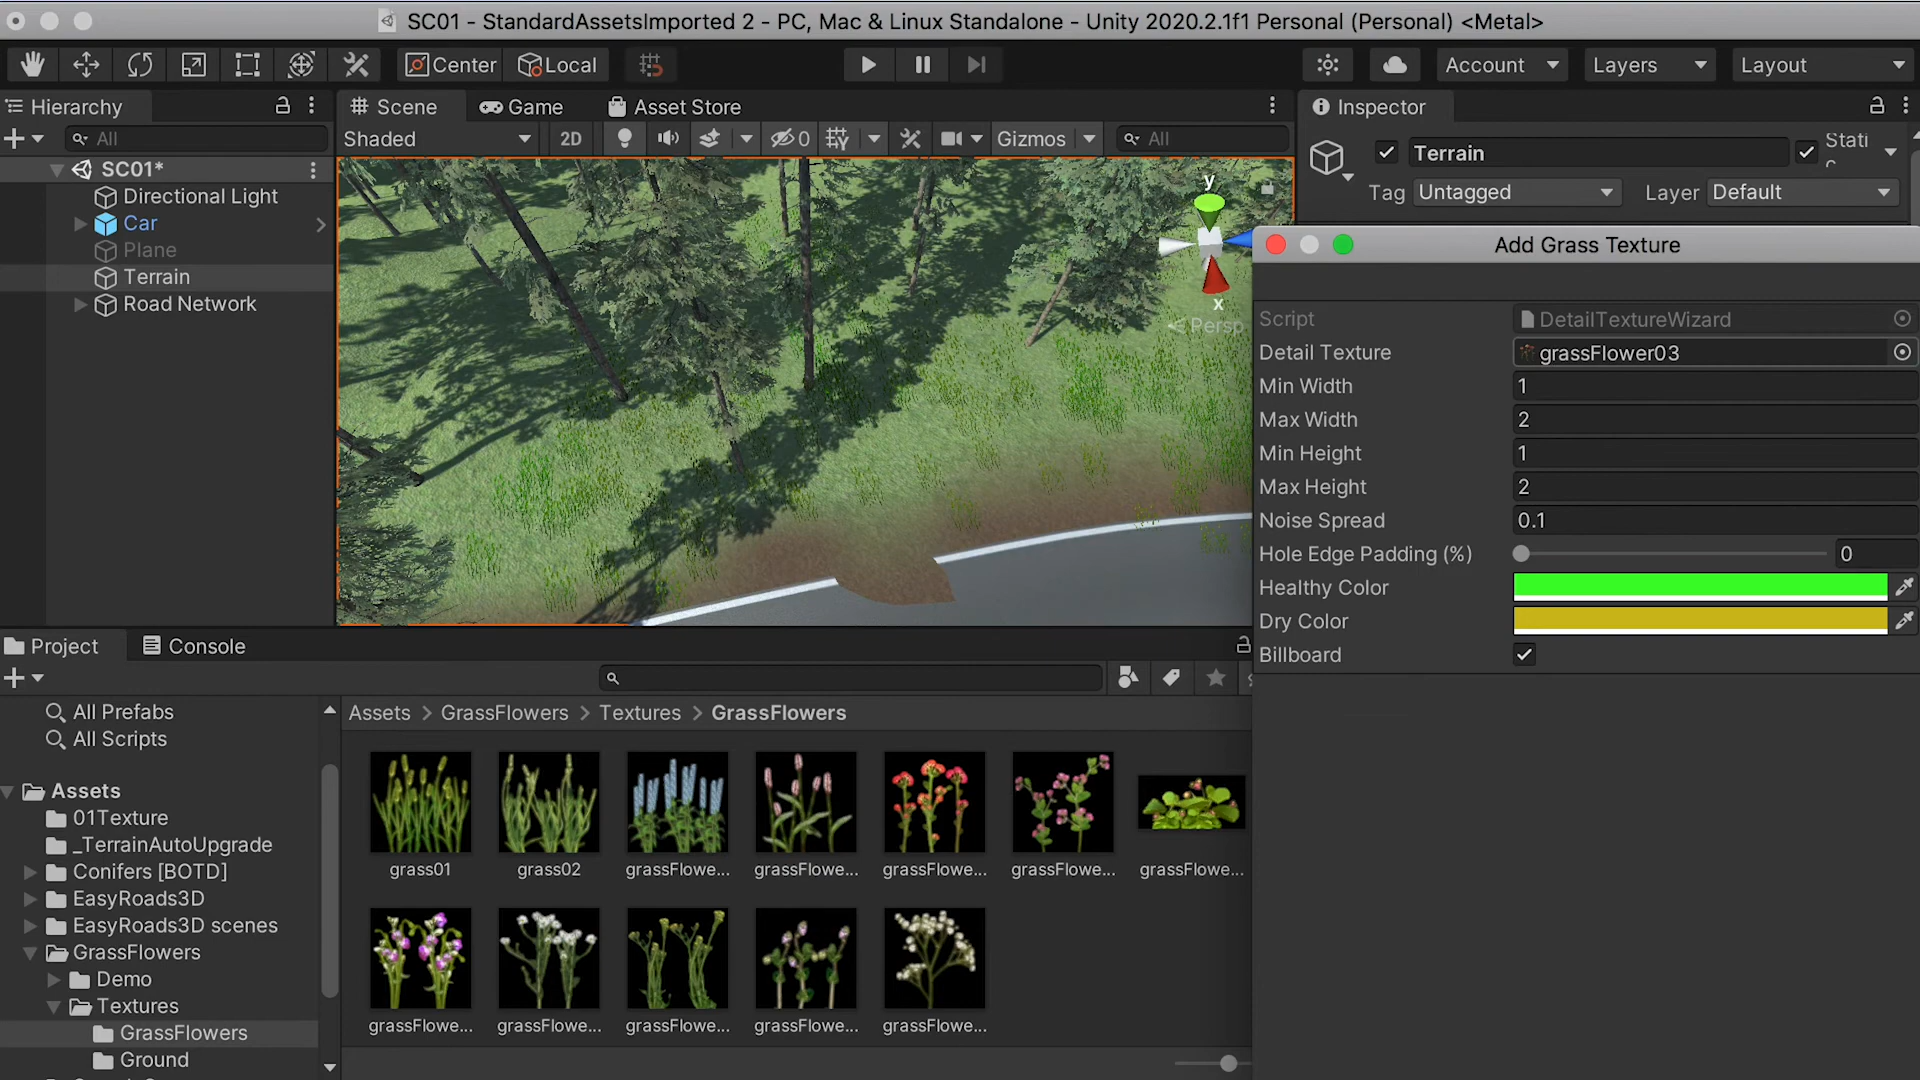 SC01 - StandardAssetsImported 2 - PC, Mac & Linux Standalone - Unity 2020.2.1f1 Personal (Personal) <Metal>
Center Local Account Layers Layout
Hierarchy
All
SC01*
Directional Light
Car
Plane
Terrain
Road Network
Scene Game Asset Store
Shaded 2D 0 Gizmos All
y
x
Persp
Inspector
Terrain Stati
c
Tag Untagged Layer Default
Add Grass Texture
Script DetailTextureWizard
Detail Texture grassFlower03
Min Width 1
Max Width 2
Min Height 1
Max Height 2
Noise Spread 0.1
Hole Edge Padding (%) 0
Healthy Color
Dry Color
Billboard
Project Console
All Prefabs
All Scripts
Assets
01Texture
_TerrainAutoUpgrade
Conifers [BOTD]
EasyRoads3D
EasyRoads3D scenes
GrassFlowers
Demo
Textures
GrassFlowers
Ground
Assets > GrassFlowers > Textures > GrassFlowers
grass01 grass02 grassFlowe... grassFlowe... grassFlowe... grassFlowe... grassFlowe...
grassFlowe... grassFlowe... grassFlowe... grassFlowe... grassFlowe...